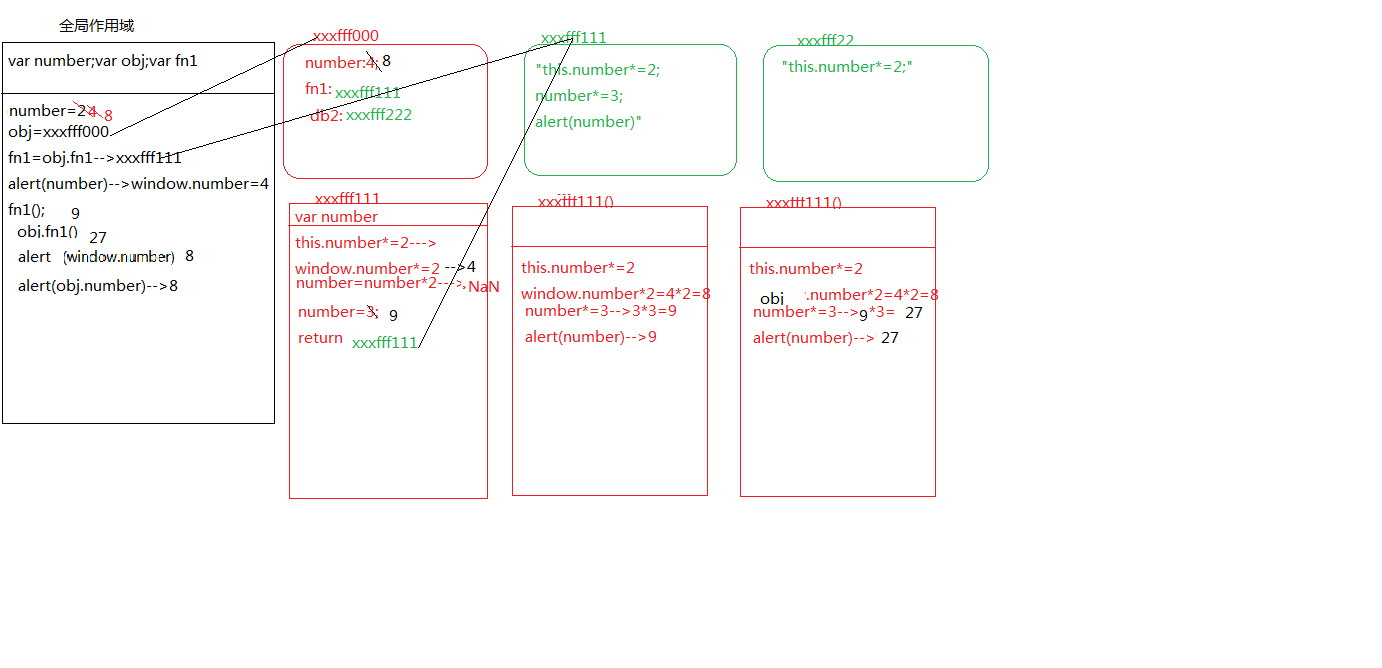 全局作用域
var number;var obj;var fn1
number=2 4 8
obj=xxxfff000
fn1=obj.fn1-->xxxfff111
alert(number)-->window.number=4
fn1(); 9
obj.fn1() 27
alert (window.number) 8
alert(obj.number)-->8
xxxfff000
number:4; 8
fn1: xxxfff111
db2: xxxfff222
xxxfff111
"this.number*=2;
number*=3;
alert(number)"
xxxfff22
"this.number*=2;"
xxxfff111
var number
this.number*=2--->
window.number*=2 -->4
number=number*2--->NaN
number=3; 9
return xxxfff111
xxxfff111()
this.number*=2
window.number*2=4*2=8
number*=3-->3*3=9
alert(number)-->9
xxxfff111()
this.number*=2
obj .number*2=4*2=8
number*=3-->9*3= 27
alert(number)--> 27